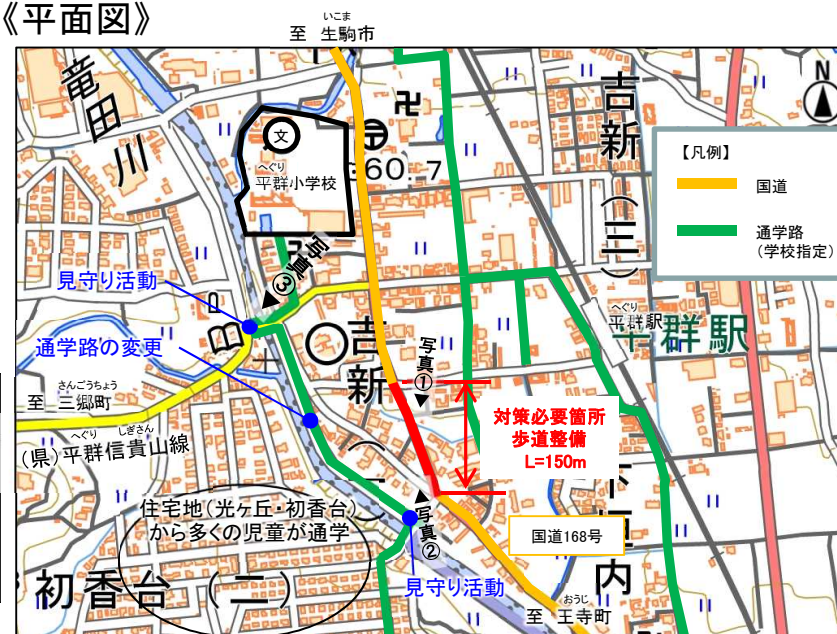 《平面図》
いこま
至 生駒市
竜田川
文
へぐり
平群小学校
60.7
吉新(三)
N
【凡例】
国道
通学路
(学校指定)
写真③
見守り活動
通学路の変更
へぐり
平群駅
平群駅
吉新(一)
写真①
さんごうちょう
至 三郷町
へぐり しぎさん
(県)平群信貴山線
対策必要箇所
歩道整備
L=150m
住宅地(光ヶ丘・初香台)
から多くの児童が通学
写真②
国道168号
下垣内
初香台(二)
見守り活動
おうじ
至 王寺町